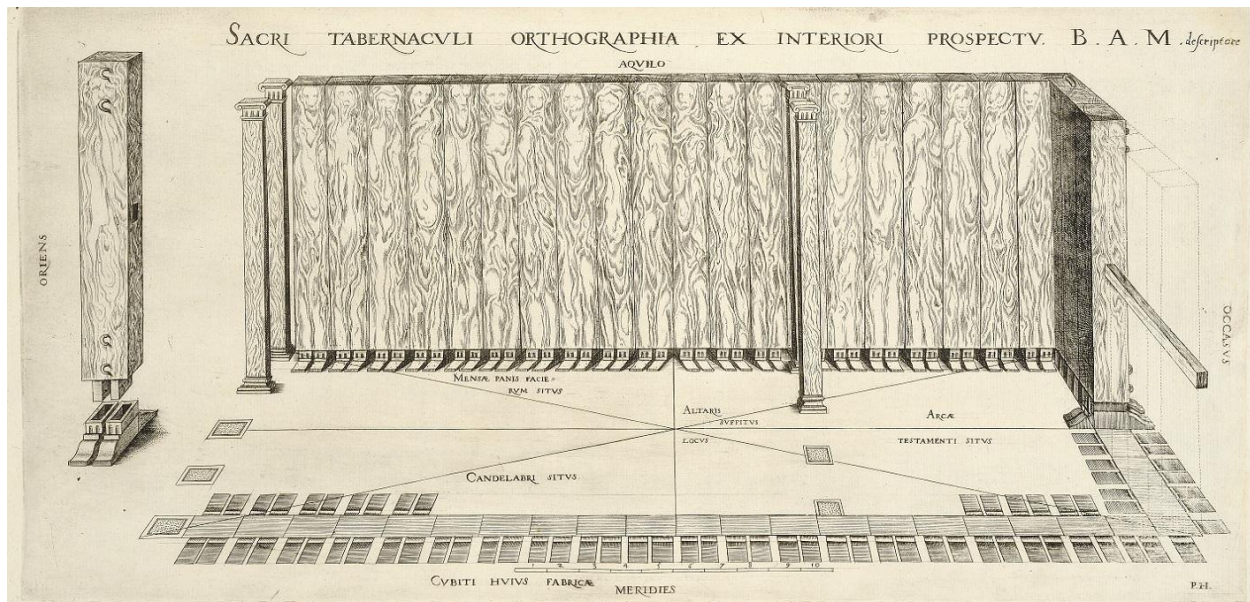 SACRI TABERNACVLI ORTHOGRAPHIA EX INTERIORI PROSPECTV. B. A. M. descriptore
AQVILO
ORIENS
OCCASVS
MENSÆ PANIS FACIE=
RVM SITVS
ALTARIS
SVFFITVS
LOCVS
ARCÆ
TESTAMENTI SITVS
CANDELABRI SITVS
1 2 3 4 5 6 7 8 9 10
CVBITI HVIVS FABRICÆ
MERIDIES
P.H.